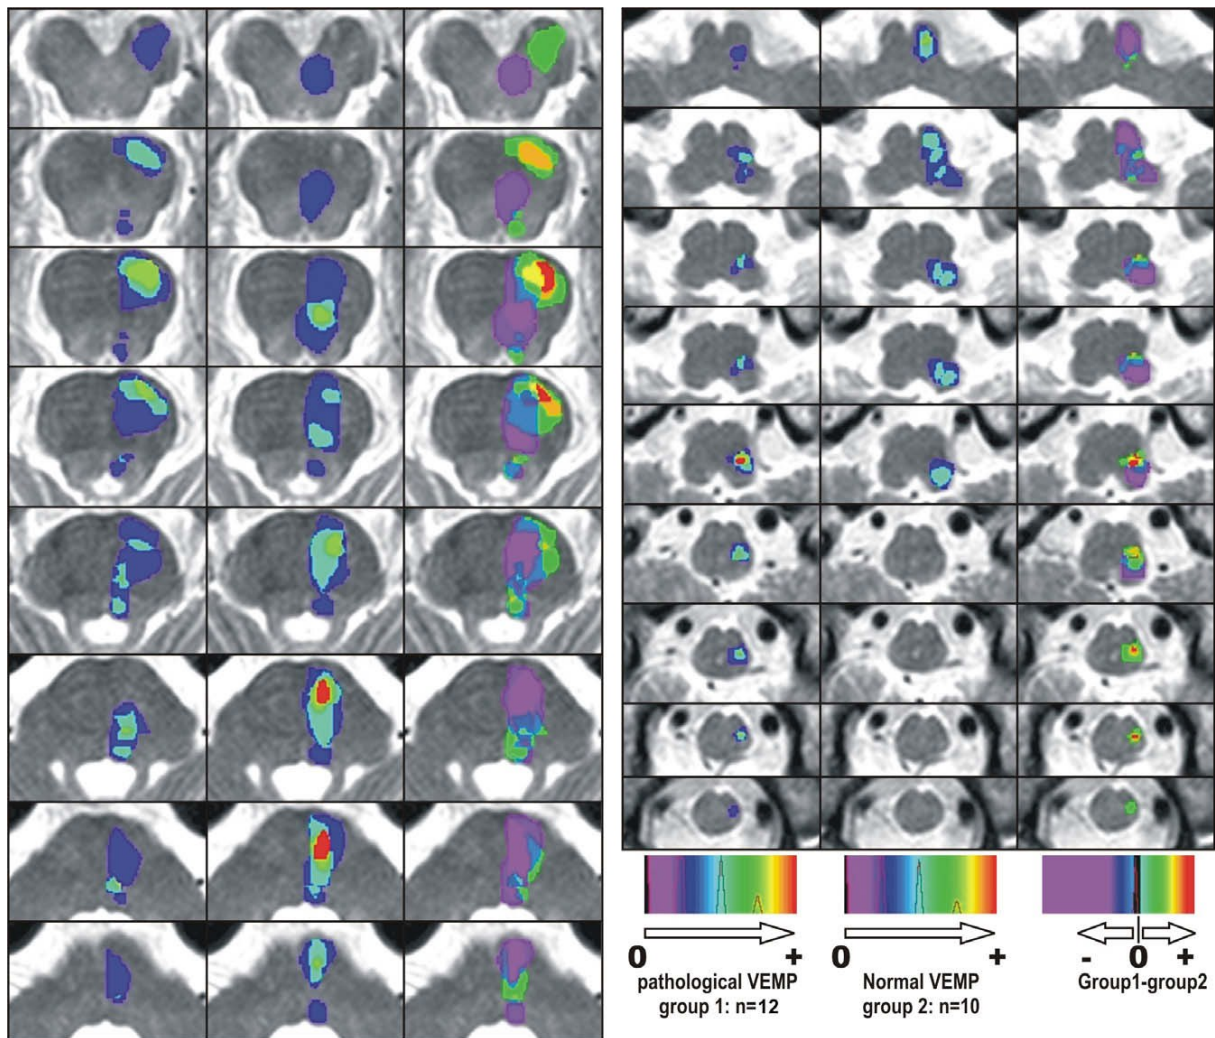 0 +
pathological VEMP
group 1: n=12
0 +
Normal VEMP
group 2: n=10
- 0 +
Group1-group2